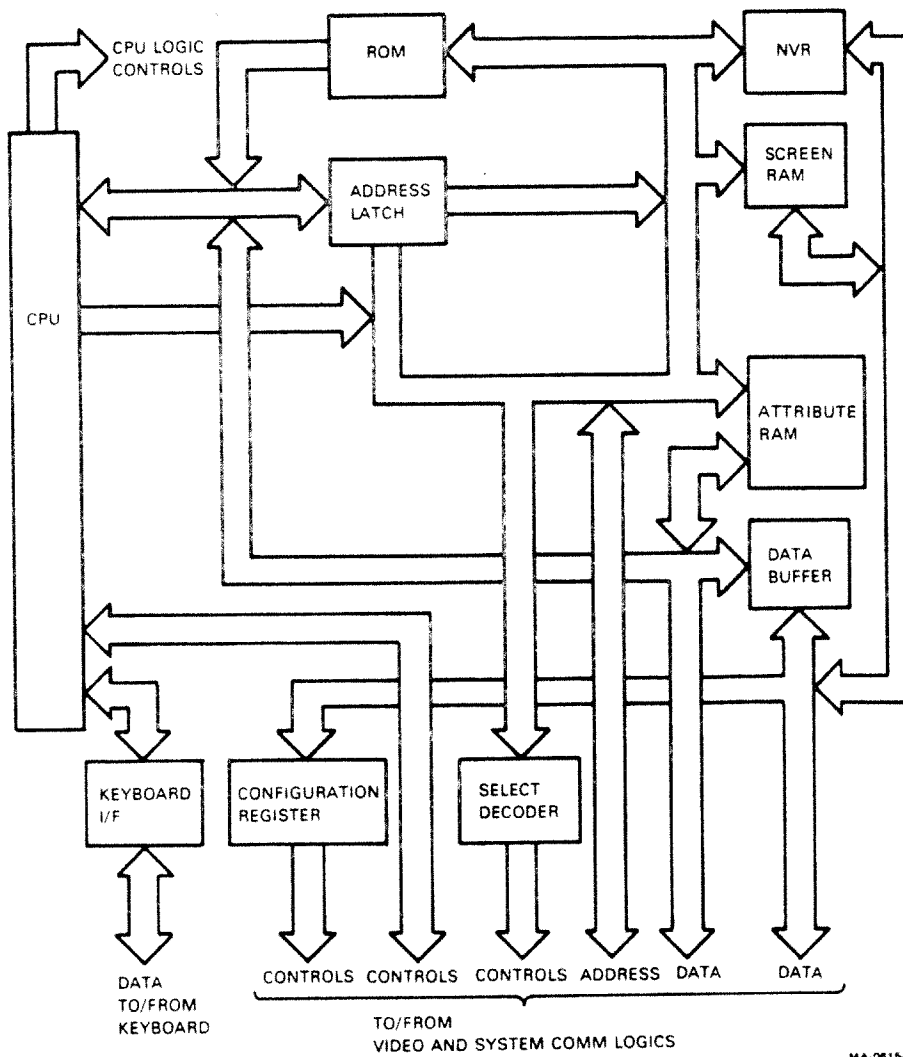 CPU LOGIC
CONTROLS
ROM
NVR
SCREEN
RAM
ADDRESS
LATCH
CPU
ATTRIBUTE
RAM
DATA
BUFFER
KEYBOARD
I/F
CONFIGURATION
REGISTER
SELECT
DECODER
CONTROLS
CONTROLS
CONTROLS
ADDRESS
DATA
DATA
DATA
TO/FROM
KEYBOARD
TO/FROM
VIDEO AND SYSTEM COMM LOGICS